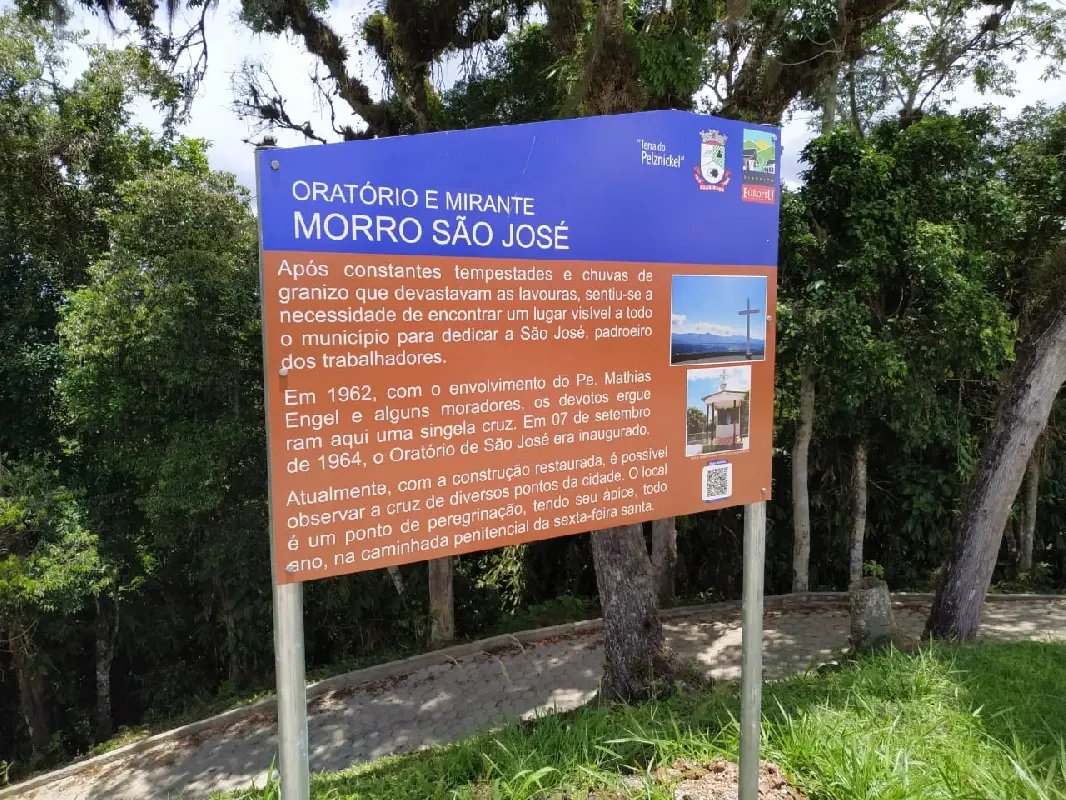 "Terra do
Pelznickel"
ORATÓRIO E MIRANTE
MORRO SÃO JOSÉ
Após constantes tempestades e chuvas de
granizo que devastavam as lavouras, sentiu-se a
necessidade de encontrar um lugar visível a todo
o município para dedicar a São José, padroeiro
dos trabalhadores.
Em 1962, com o envolvimento do Pe. Mathias
Engel e alguns moradores, os devotos ergue
ram aqui uma singela cruz. Em 07 de setembro
de 1964, o Oratório de São José era inaugurado.
Atualmente, com a construção restaurada, é possível
observar a cruz de diversos pontos da cidade. O local
é um ponto de peregrinação, tendo seu ápice, todo
ano, na caminhada penitencial da sexta-feira santa.